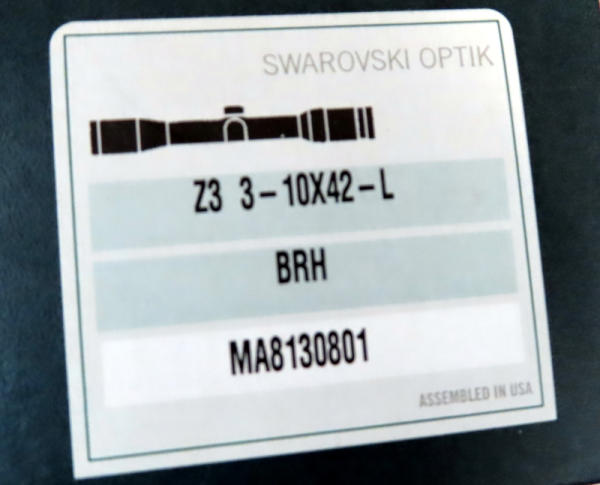 SWAROVSKI OPTIK
Z3 3-10X42-L
BRH
MA8130801
ASSEMBLED IN USA